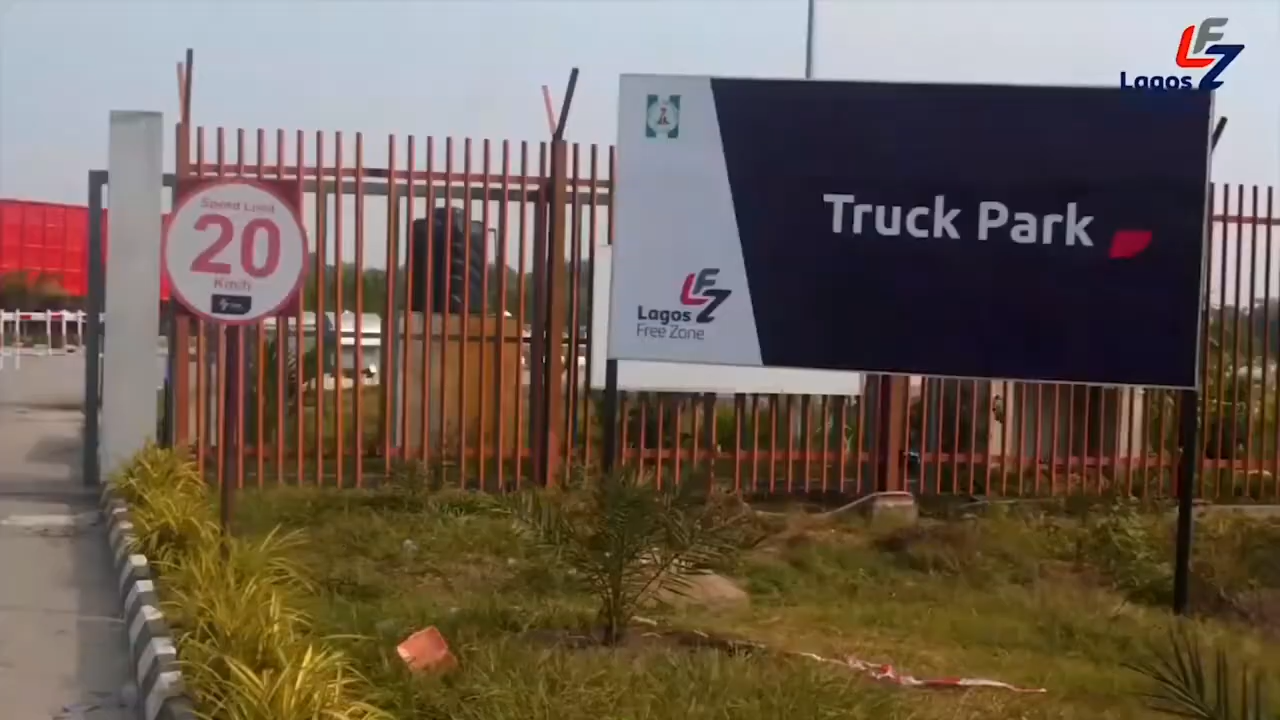 LFZ
Lagos
Speed Limit
20
Km/h
Truck Park
LFZ
Lagos
Free Zone